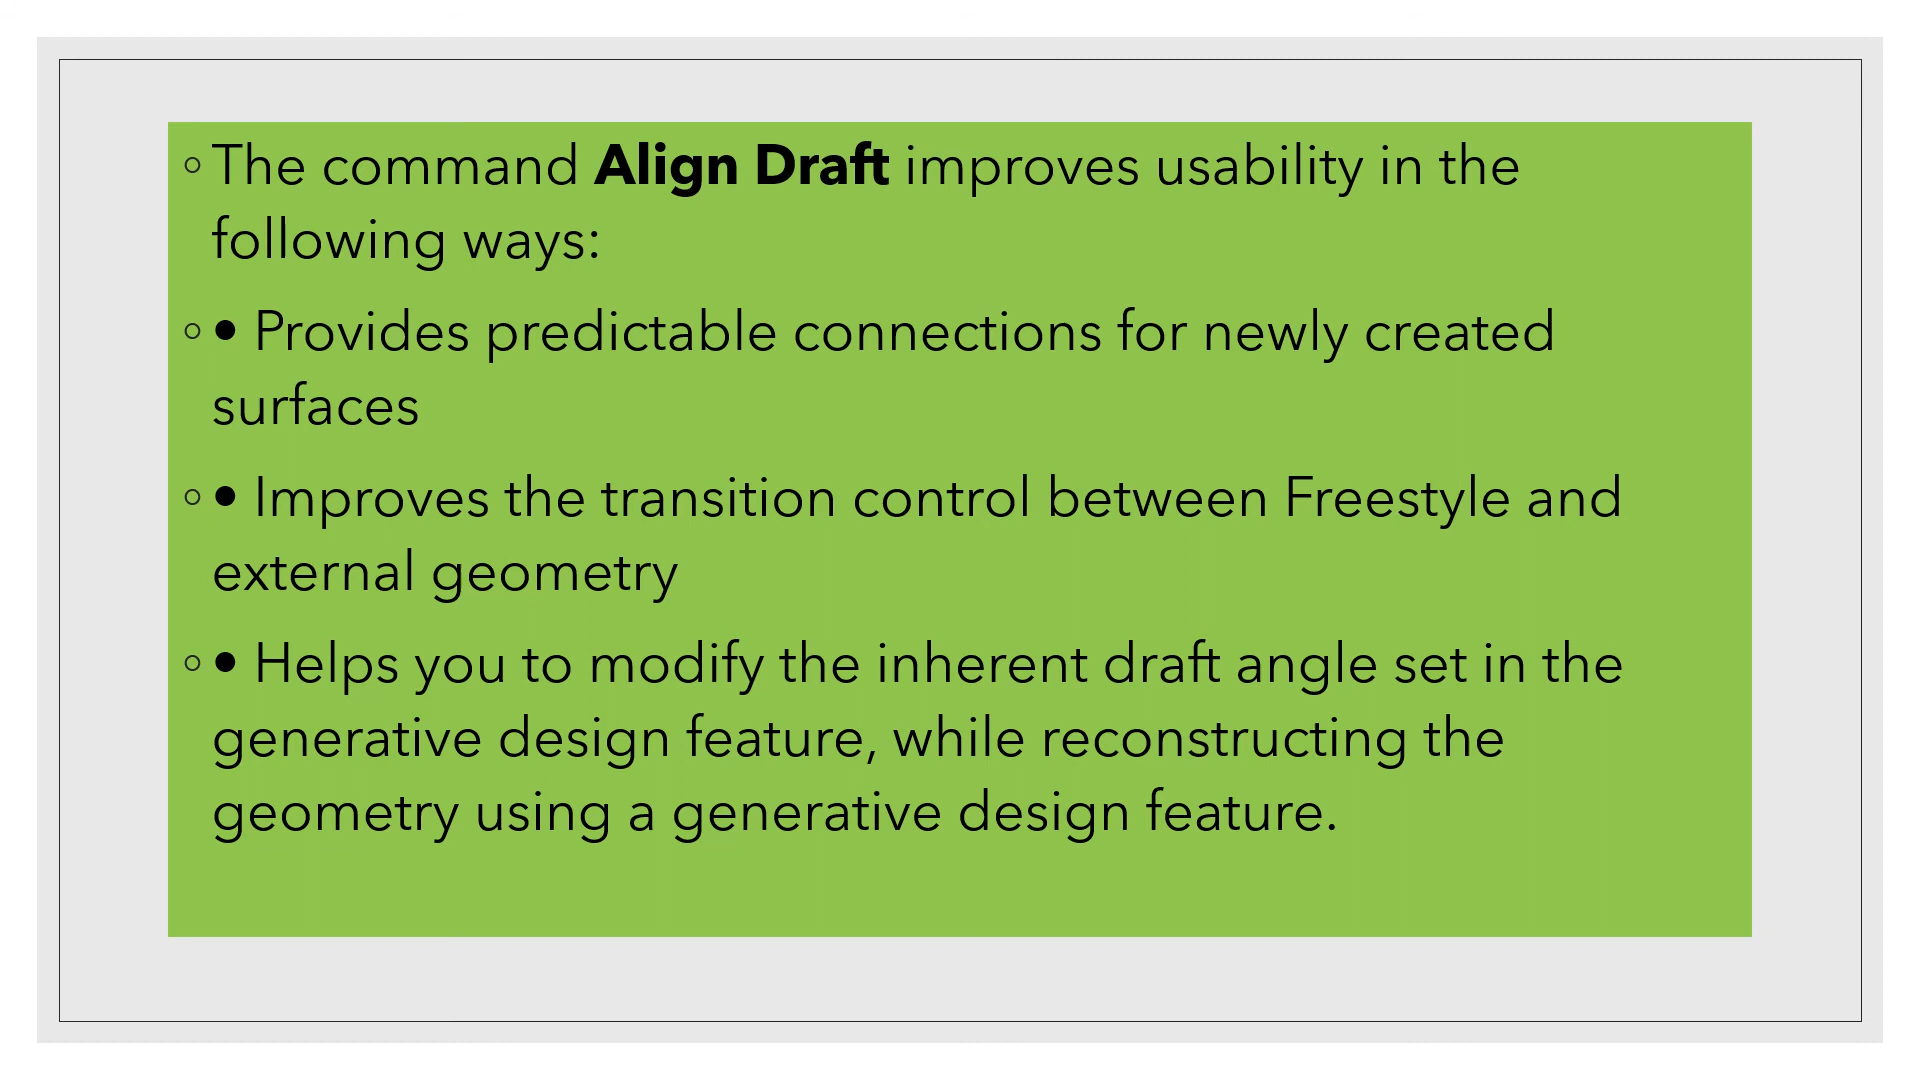 ◦ The command Align Draft improves usability in the
following ways:
◦ • Provides predictable connections for newly created
surfaces
◦ • Improves the transition control between Freestyle and
external geometry
◦ • Helps you to modify the inherent draft angle set in the
generative design feature, while reconstructing the
geometry using a generative design feature.